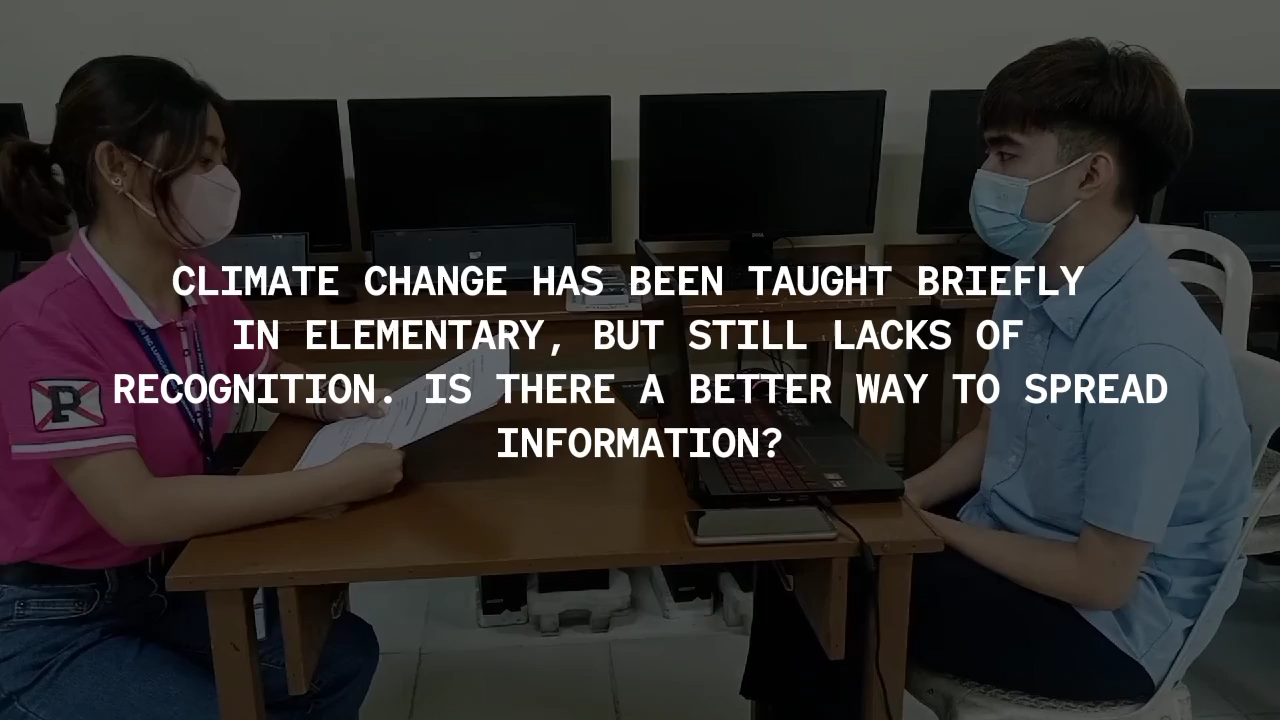 CLIMATE CHANGE HAS BEEN TAUGHT BRIEFLY
IN ELEMENTARY, BUT STILL LACKS OF
RECOGNITION. IS THERE A BETTER WAY TO SPREAD
INFORMATION?
P